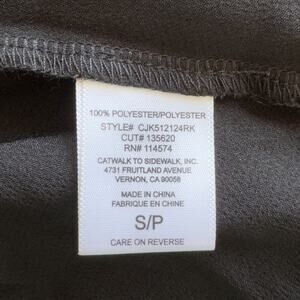 100% POLYESTER/POLYESTER
STYLE# CJK512124RK
CUT# 135620
RN# 114574
CATWALK TO SIDEWALK, INC.
4731 FRUITLAND AVENUE
VERNON, CA 90058
MADE IN CHINA
FABRIQUE EN CHINE
S/P
CARE ON REVERSE